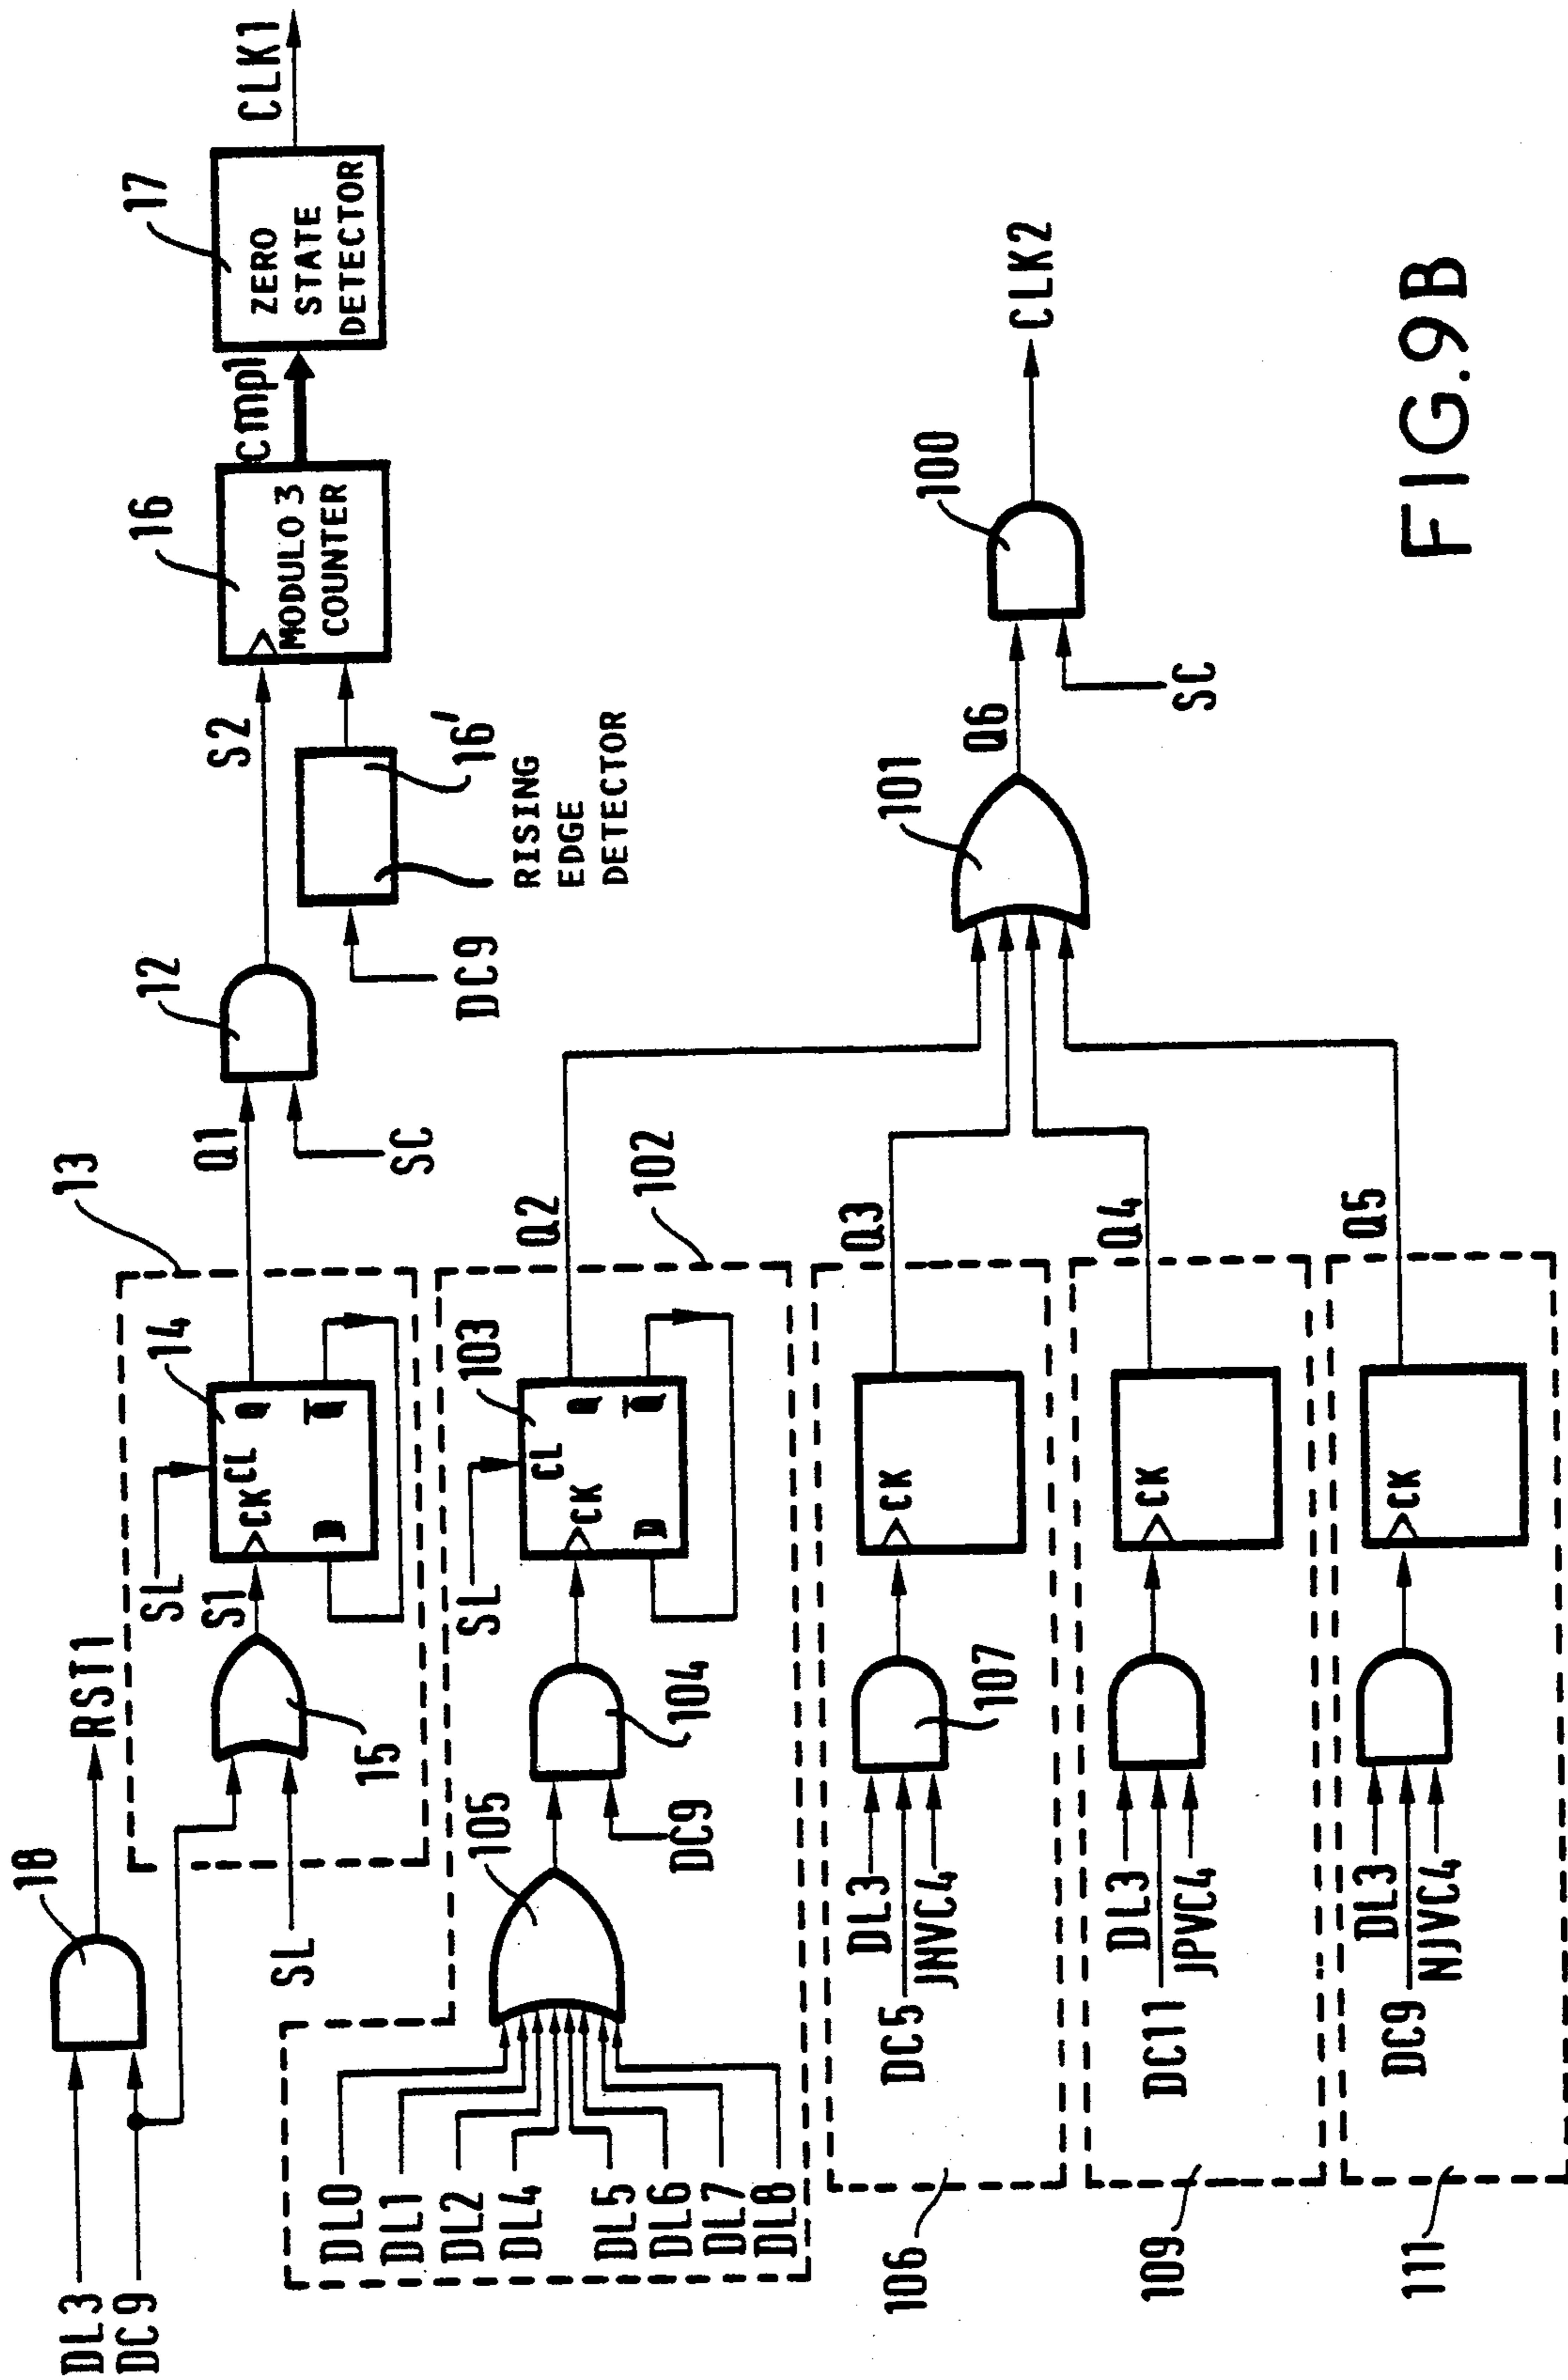 DL3
DC9
18
RST1
13
SL
S1
SL
15
CK
CL
Q
D
Q̅
14
Q1
SC
12
S2
DC9
RISING
EDGE
DETECTOR
16'
MODULO 3
COUNTER
16
cmp1
ZERO
STATE
DETECTOR
17
CLK1
DL0
DL1
DL2
DL4
DL5
DL6
DL7
DL8
105
DC9
104
SL
CL
CK
Q
D
Q̅
103
Q2
102
106
DL3
DC5
JNVC4
107
CK
Q3
109
DL3
DC11
JPVC4
CK
Q4
111
DL3
DC9
NJVC4
CK
Q5
101
Q6
SC
100
CLK2
FIG.9B